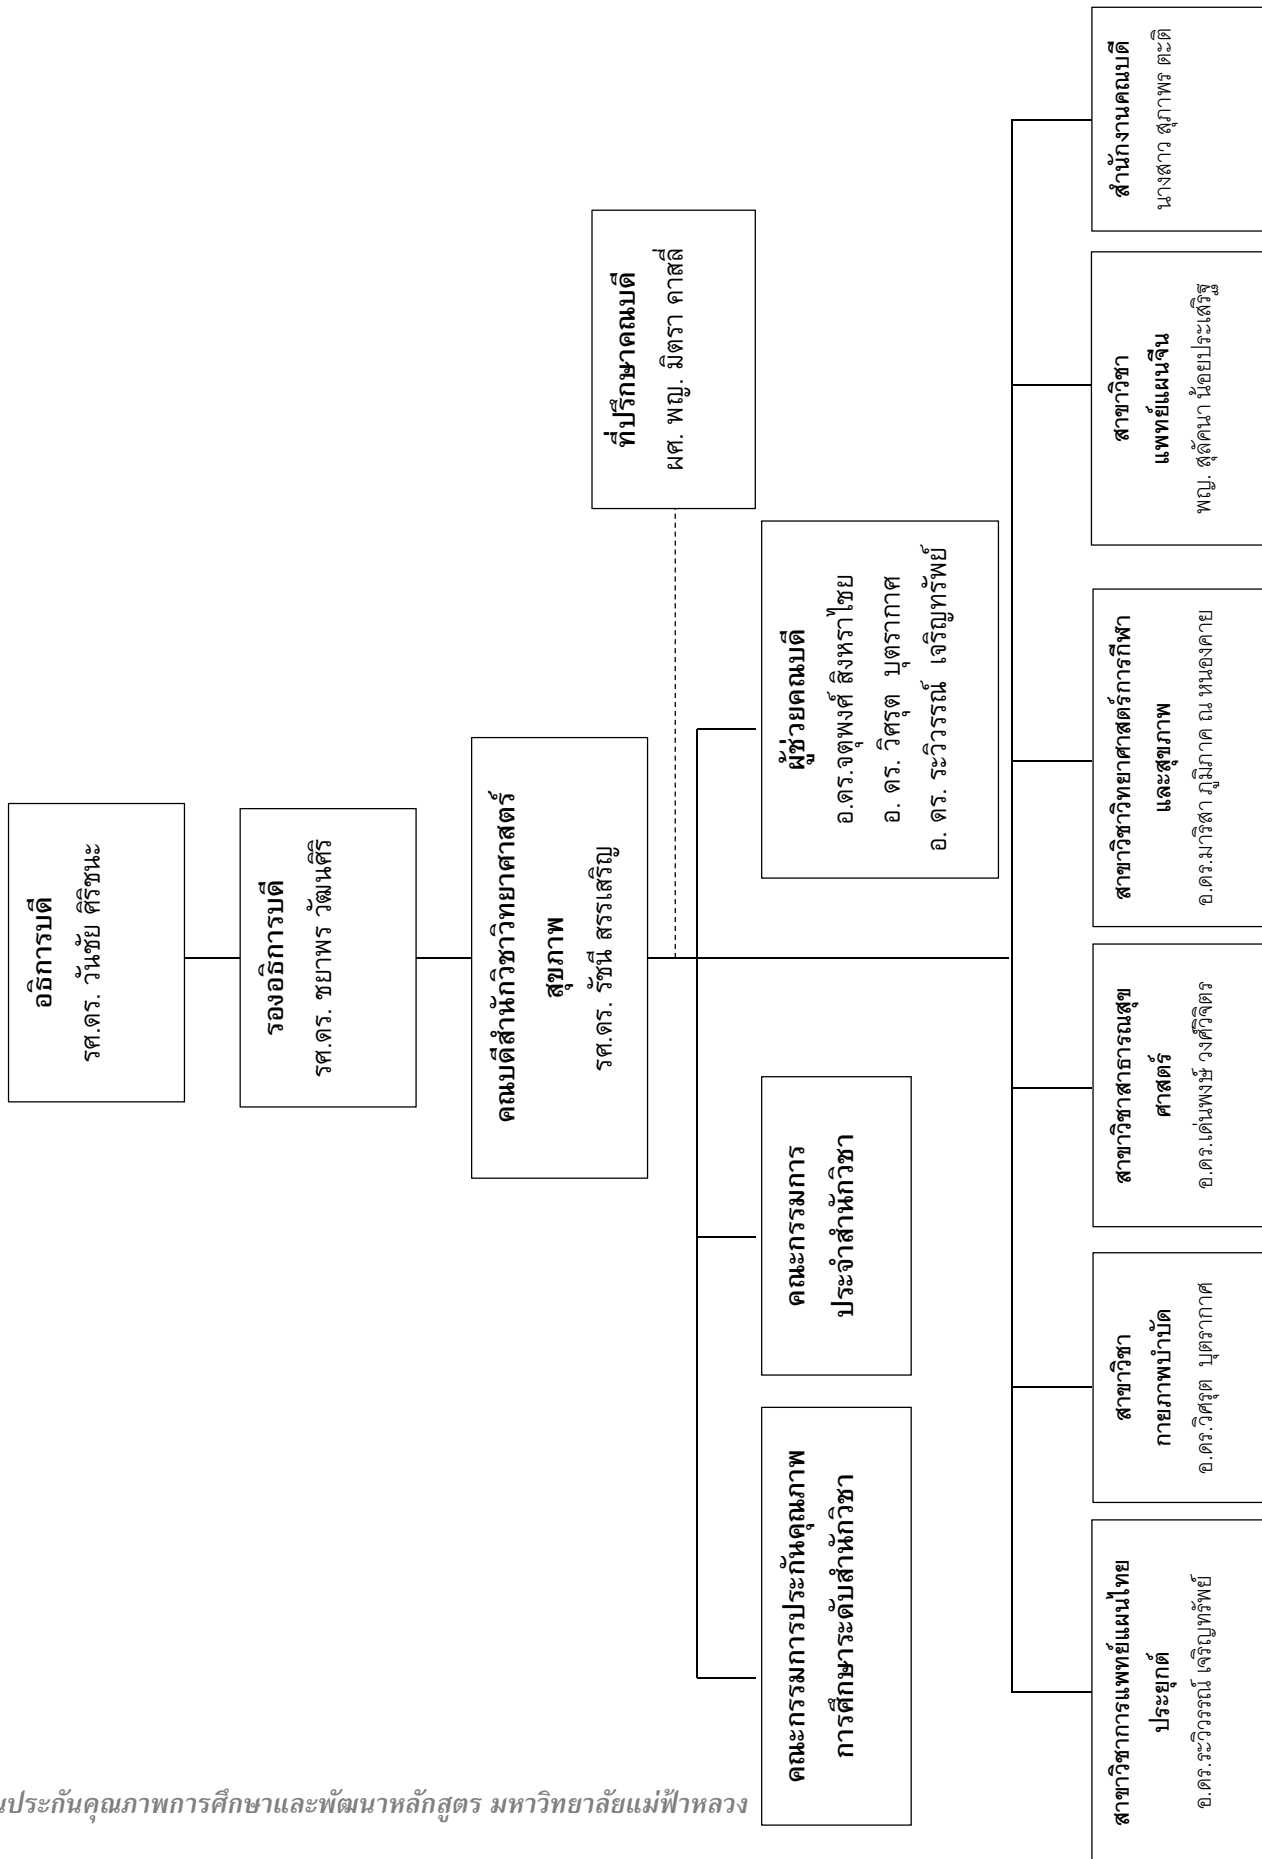 อธิการบดี
รศ.ดร. วันชัย ศิริชนะ
รองอธิการบดี
รศ.ดร. ชยาพร วัฒนศิริ
คณบดีสำนักวิชาวิทยาศาสตร์
สุขภาพ
รศ.ดร. รัชนี สรรเสริญ
ที่ปรึกษาคณบดี
ผศ. พญ. มิตรา คาสลี่
คณะกรรมการประกันคุณภาพ
การศึกษาระดับสำนักวิชา
คณะกรรมการ
ประจำสำนักวิชา
ผู้ช่วยคณบดี
อ.ดร.จตุพงศ์ สิงหราไชย
อ. ดร. วิศรุต บุตรากาศ
อ. ดร. ระวิวรรณ์ เจริญทรัพย์
สาขาวิชาการแพทย์แผนไทย
ประยุกต์
อ.ดร.ระวิวรรณ์ เจริญทรัพย์
สาขาวิชา
กายภาพบำบัด
อ.ดร.วิศรุต บุตรากาศ
สาขาวิชาสาธารณสุข
ศาสตร์
อ.ดร.เด่นพงษ์ วงศ์วิจิตร
สาขาวิชาวิทยาศาสตร์การกีฬา
และสุขภาพ
อ.ดร.มาริสา ภูมิภาค ณ หนองคาย
สาขาวิชา
แพทย์แผนจีน
พญ. สุลัคนา น้อยประเสริฐ
สำนักงานคณบดี
นางสาว สุภาพร ตะติ
นประกันคุณภาพการศึกษาและพัฒนาหลักสูตร มหาวิทยาลัยแม่ฟ้าหลวง